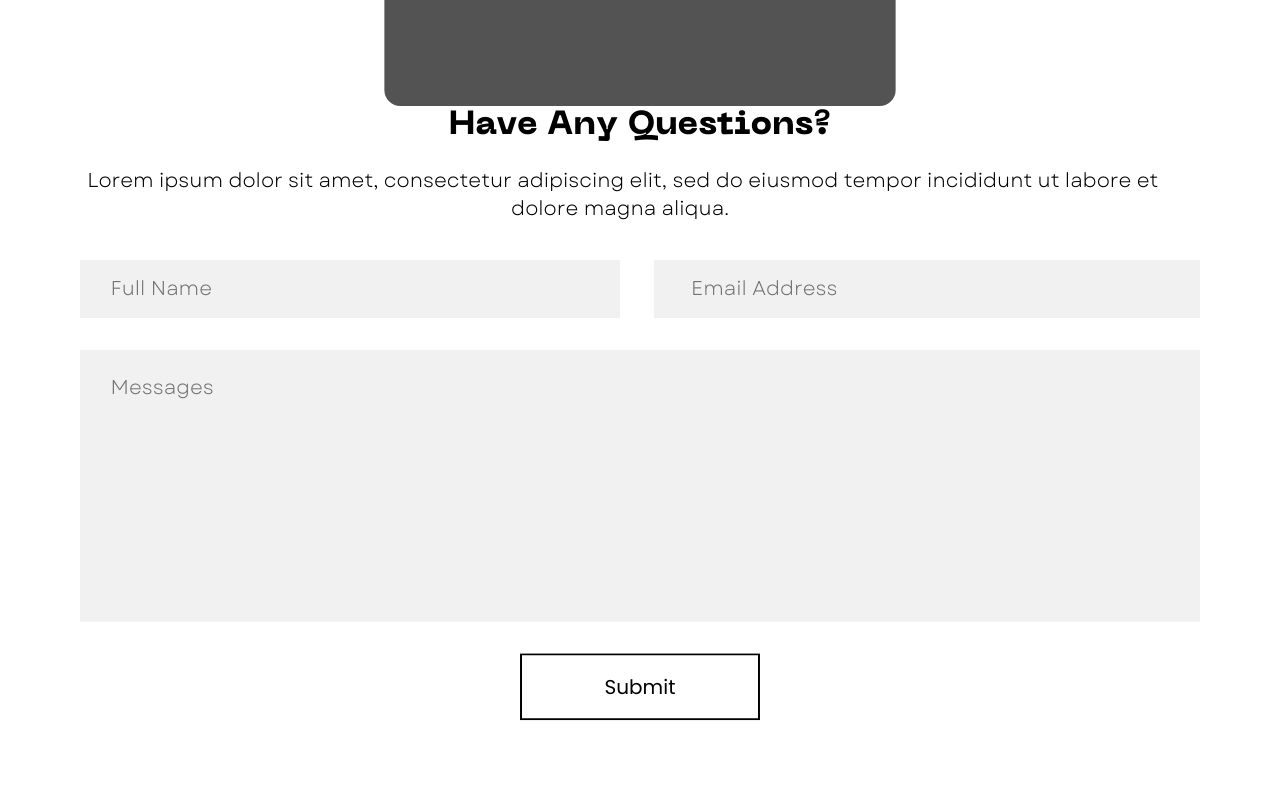 Have Any Questions?
Lorem ipsum dolor sit amet, consectetur adipiscing elit, sed do eiusmod tempor incididunt ut labore et
dolore magna aliqua.
Full Name
Email Address
Messages
Submit